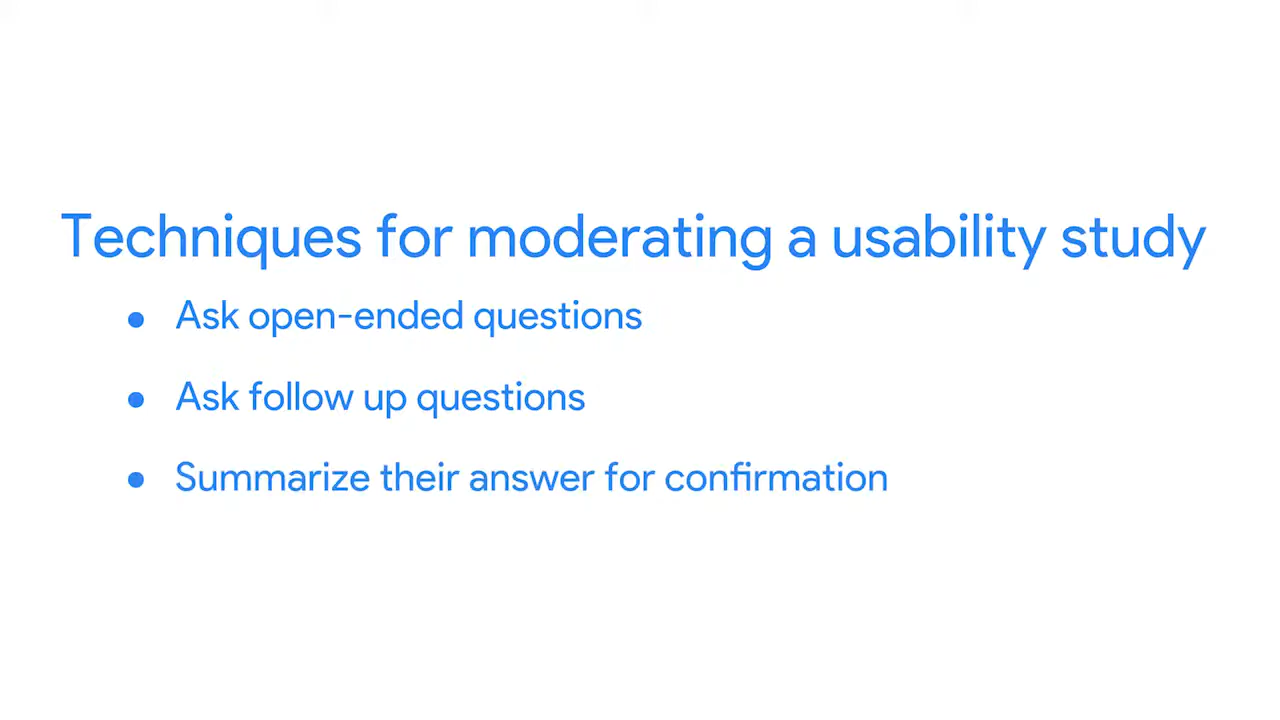 Techniques for moderating a usability study
● Ask open-ended questions
● Ask follow up questions
● Summarize their answer for confirmation